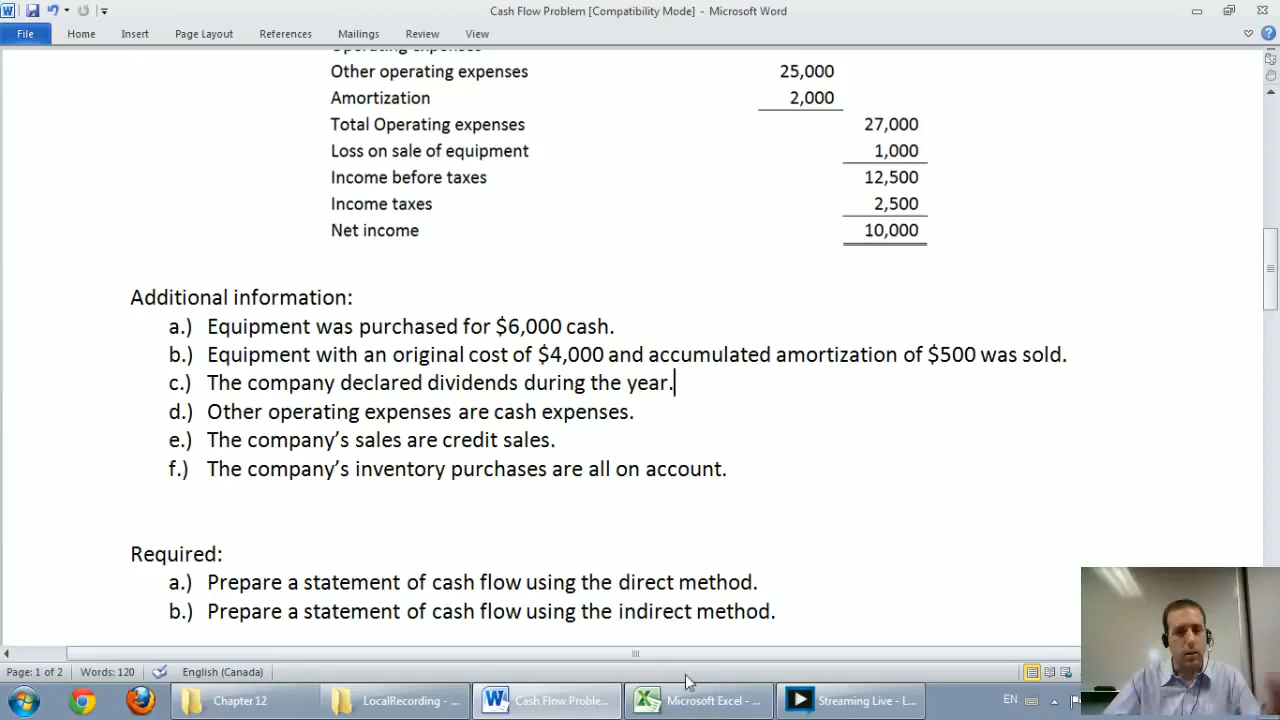 Cash Flow Problem [Compatibility Mode] - Microsoft Word
File Home Insert Page Layout References Mailings Review View
Operating expenses
Other operating expenses 25,000
Amortization 2,000
Total Operating expenses 27,000
Loss on sale of equipment 1,000
Income before taxes 12,500
Income taxes 2,500
Net income 10,000
Additional information:
a.) Equipment was purchased for $6,000 cash.
b.) Equipment with an original cost of $4,000 and accumulated amortization of $500 was sold.
c.) The company declared dividends during the year.
d.) Other operating expenses are cash expenses.
e.) The company's sales are credit sales.
f.) The company's inventory purchases are all on account.
Required:
a.) Prepare a statement of cash flow using the direct method.
b.) Prepare a statement of cash flow using the indirect method.
Page: 1 of 2 Words: 120 English (Canada)
Chapter12 LocalRecording - ... Cash Flow Proble... Microsoft Excel - ... Streaming Live - L... EN